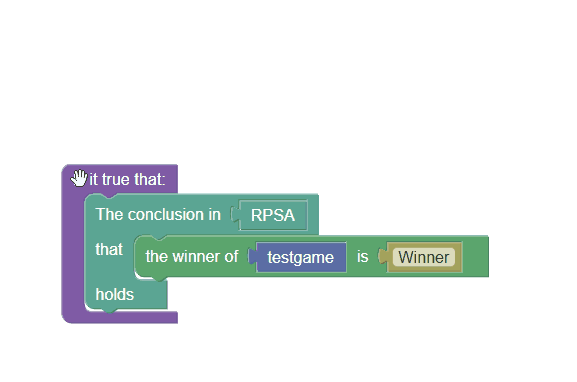 it true that:
The conclusion in RPSA
that the winner of testgame is Winner
holds